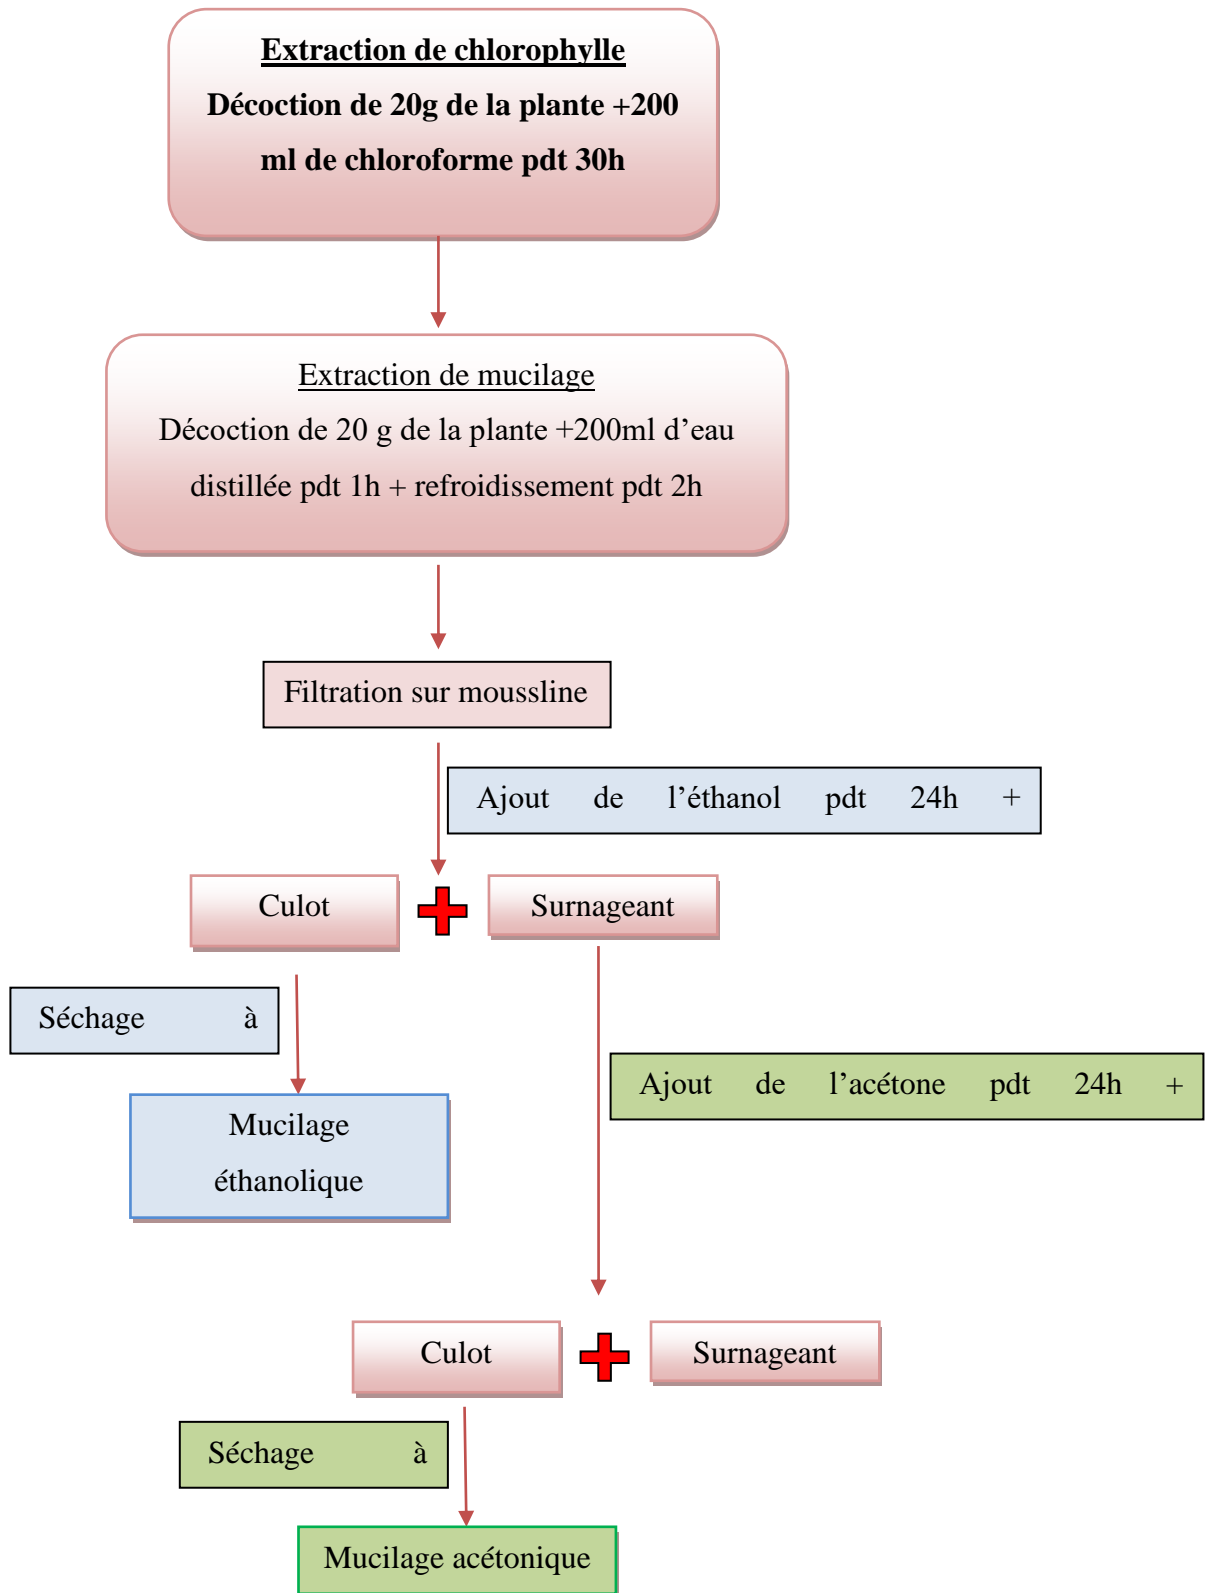 Extraction de chlorophylle
Décoction de 20g de la plante +200
ml de chloroforme pdt 30h
Extraction de mucilage
Décoction de 20 g de la plante +200ml d’eau
distillée pdt 1h + refroidissement pdt 2h
Filtration sur moussline
Ajout de l’éthanol pdt 24h +
Culot
Surnageant
Séchage à
Mucilage
éthanolique
Ajout de l’acétone pdt 24h +
Culot
Surnageant
Séchage à
Mucilage acétonique